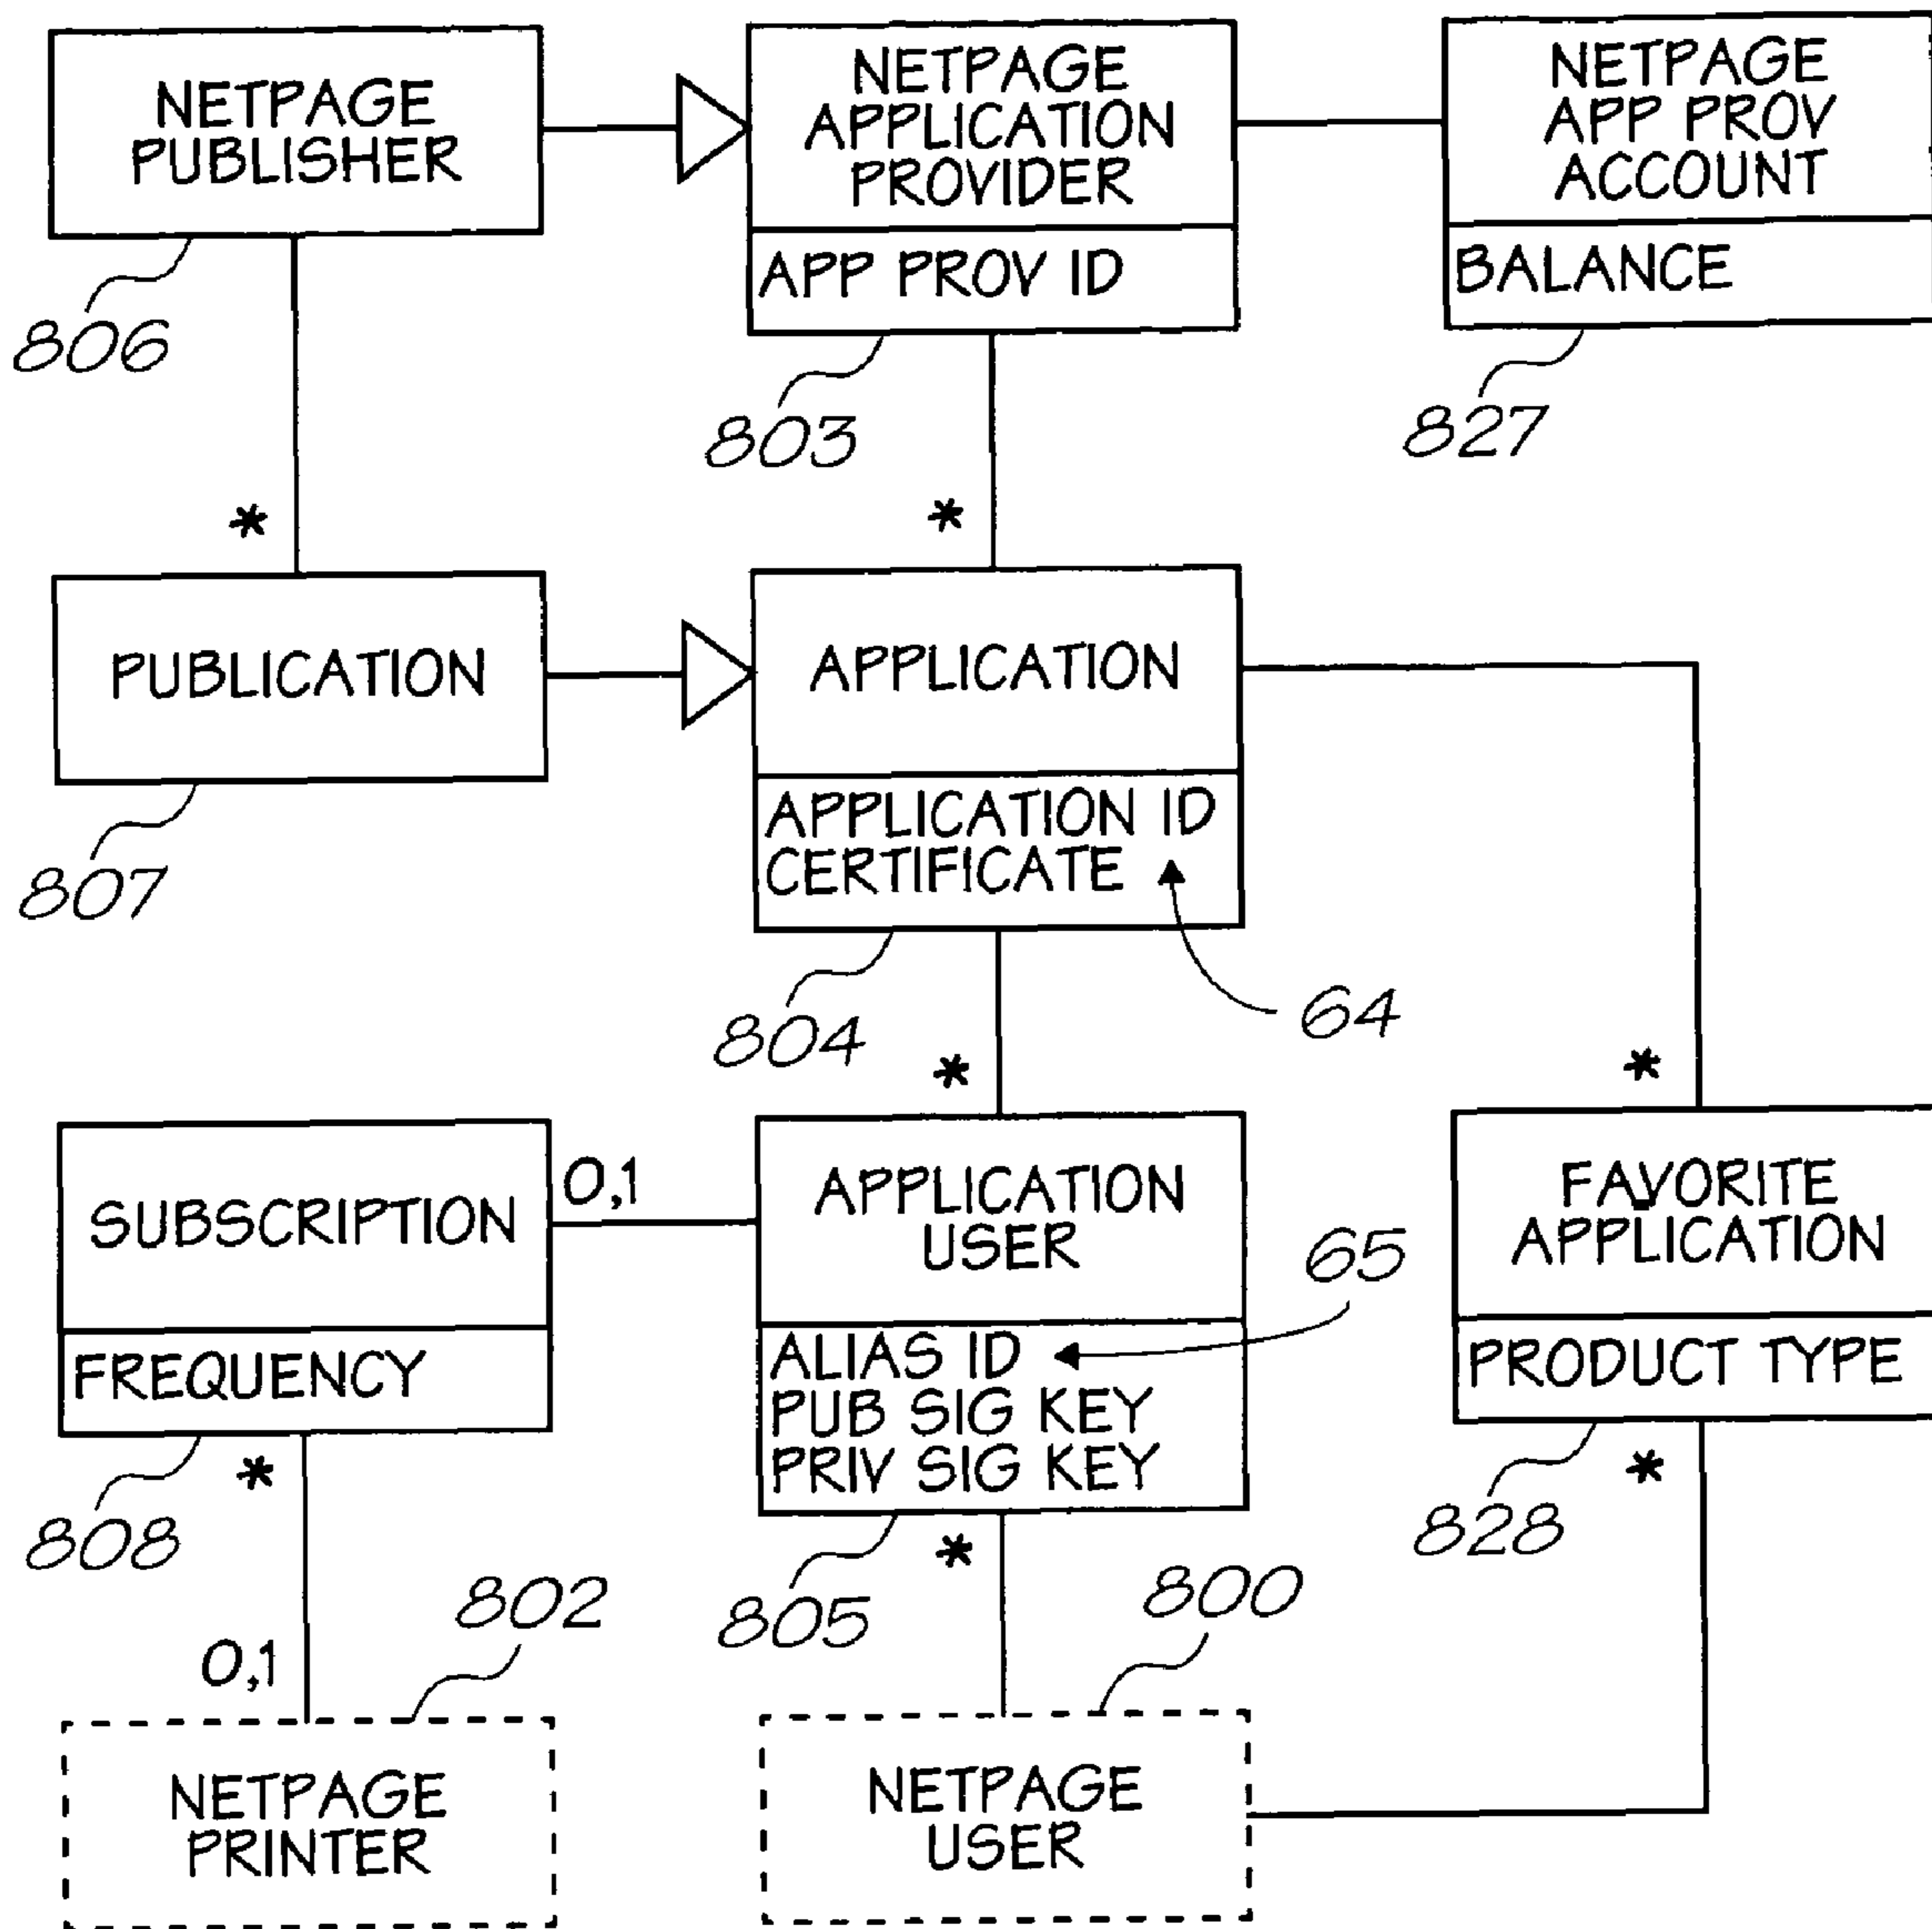 NETPAGE
PUBLISHER
806
NETPAGE
APPLICATION
PROVIDER
APP PROV ID
803
NETPAGE
APP PROV
ACCOUNT
BALANCE
827
*
*
PUBLICATION
807
APPLICATION
APPLICATION ID
CERTIFICATE
804
64
*
*
SUBSCRIPTION
FREQUENCY
808
0,1
APPLICATION
USER
ALIAS ID
PUB SIG KEY
PRIV SIG KEY
805
65
FAVORITE
APPLICATION
PRODUCT TYPE
828
*
*
*
0,1
802
800
NETPAGE
PRINTER
NETPAGE
USER